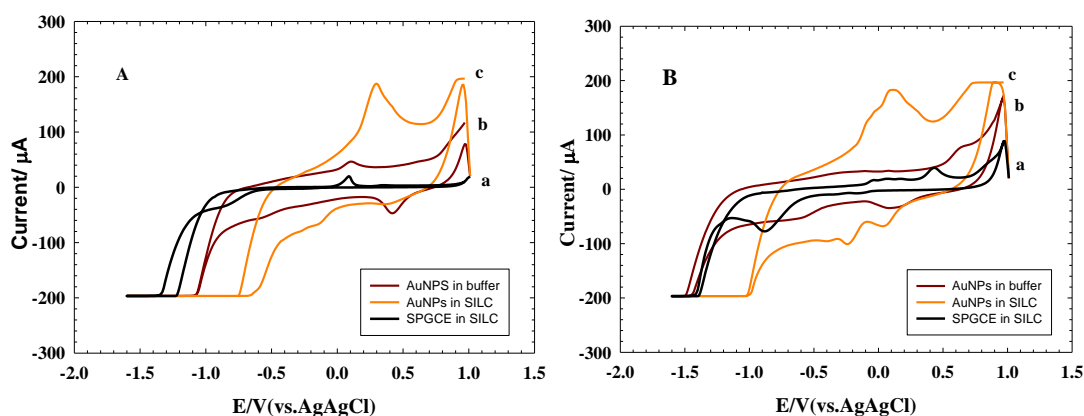 300
200
100
0
-100
-200
-300
Current/ µA
A
c
b
a
AuNPS in buffer
AuNPs in SILC
SPGCE in SILC
-2.0 -1.5 -1.0 -0.5 0.0 0.5 1.0 1.5
E/V(vs.AgAgCl)
300
200
100
0
-100
-200
-300
Current/ µA
B
c
b
a
AuNPs in buffer
AuNPs in SILC
SPGCE in SILC
-2.0 -1.5 -1.0 -0.5 0.0 0.5 1.0 1.5
E/V(vs.AgAgCl)